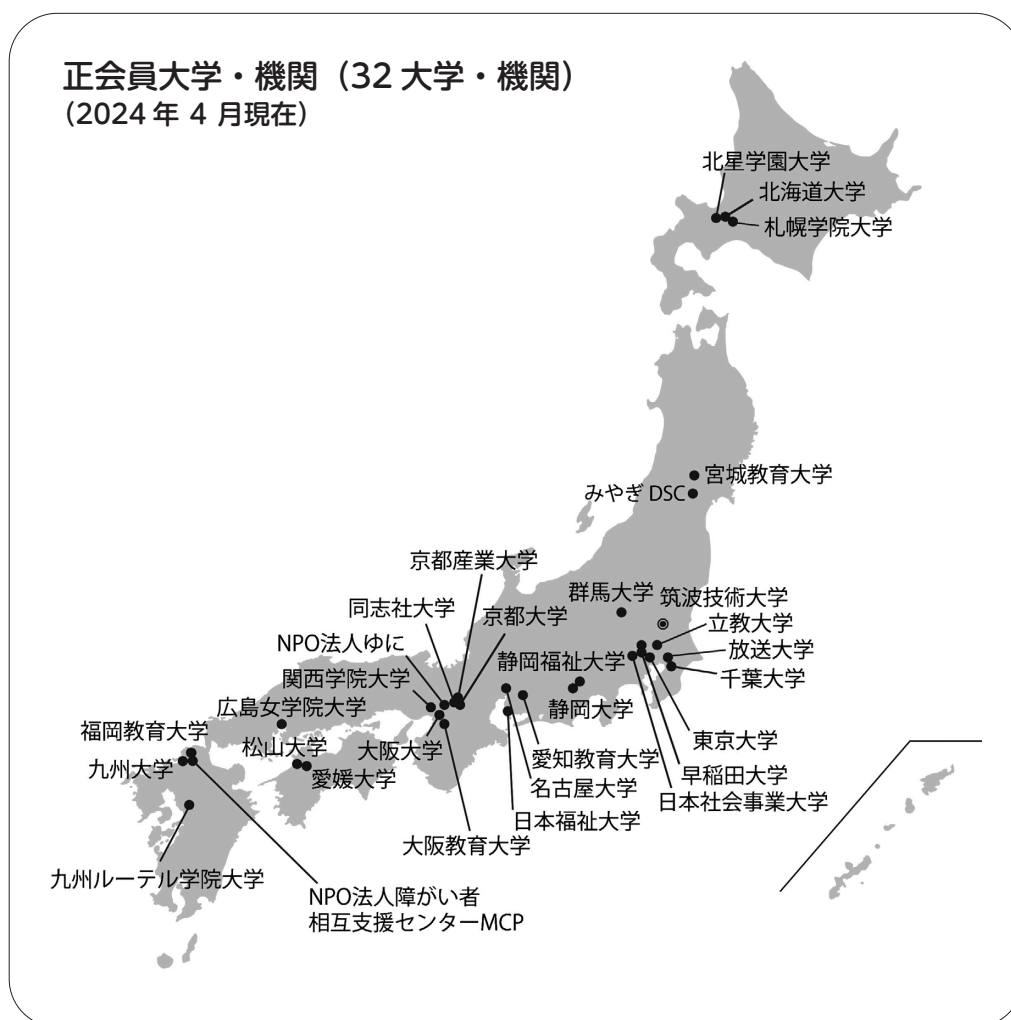 正会員大学・機関（32 大学・機関）
（2024 年 4 月現在）
北星学園大学
北海道大学
札幌学院大学
宮城教育大学
みやぎ DSC
京都産業大学
群馬大学
筑波技術大学
同志社大学
京都大学
立教大学
NPO法人ゆに
放送大学
静岡福祉大学
関西学院大学
千葉大学
広島女学院大学
静岡大学
福岡教育大学
松山大学
大阪大学
東京大学
九州大学
愛媛大学
愛知教育大学
早稲田大学
名古屋大学
日本社会事業大学
日本福祉大学
大阪教育大学
九州ルーテル学院大学
NPO法人障がい者
相互支援センターMCP